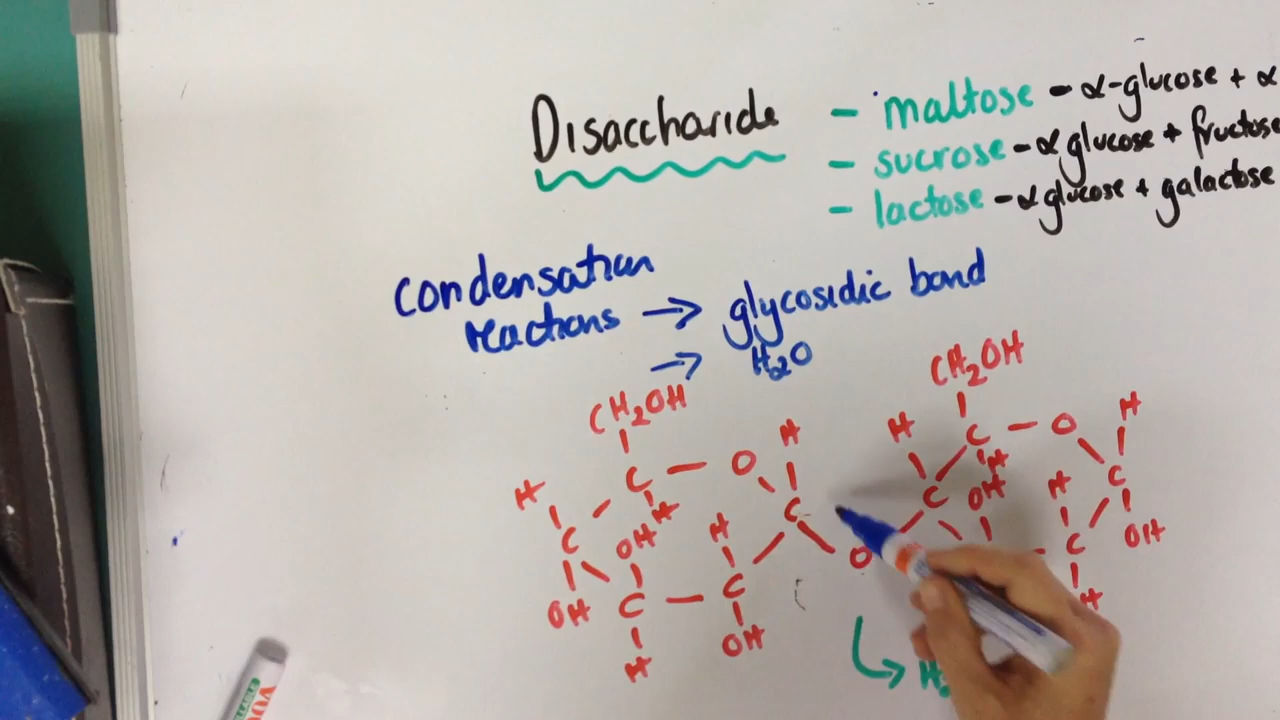 Disaccharide
- maltose - α-glucose + α
- sucrose - α glucose + fructose
- lactose - α glucose + galactose
condensation
reactions → glycosidic bond
→ H₂O
CH₂OH CH₂OH
H H H
C — O C — O
H H H C
C C OH H
OH H C OH
OH C — C O C
H OH H
H